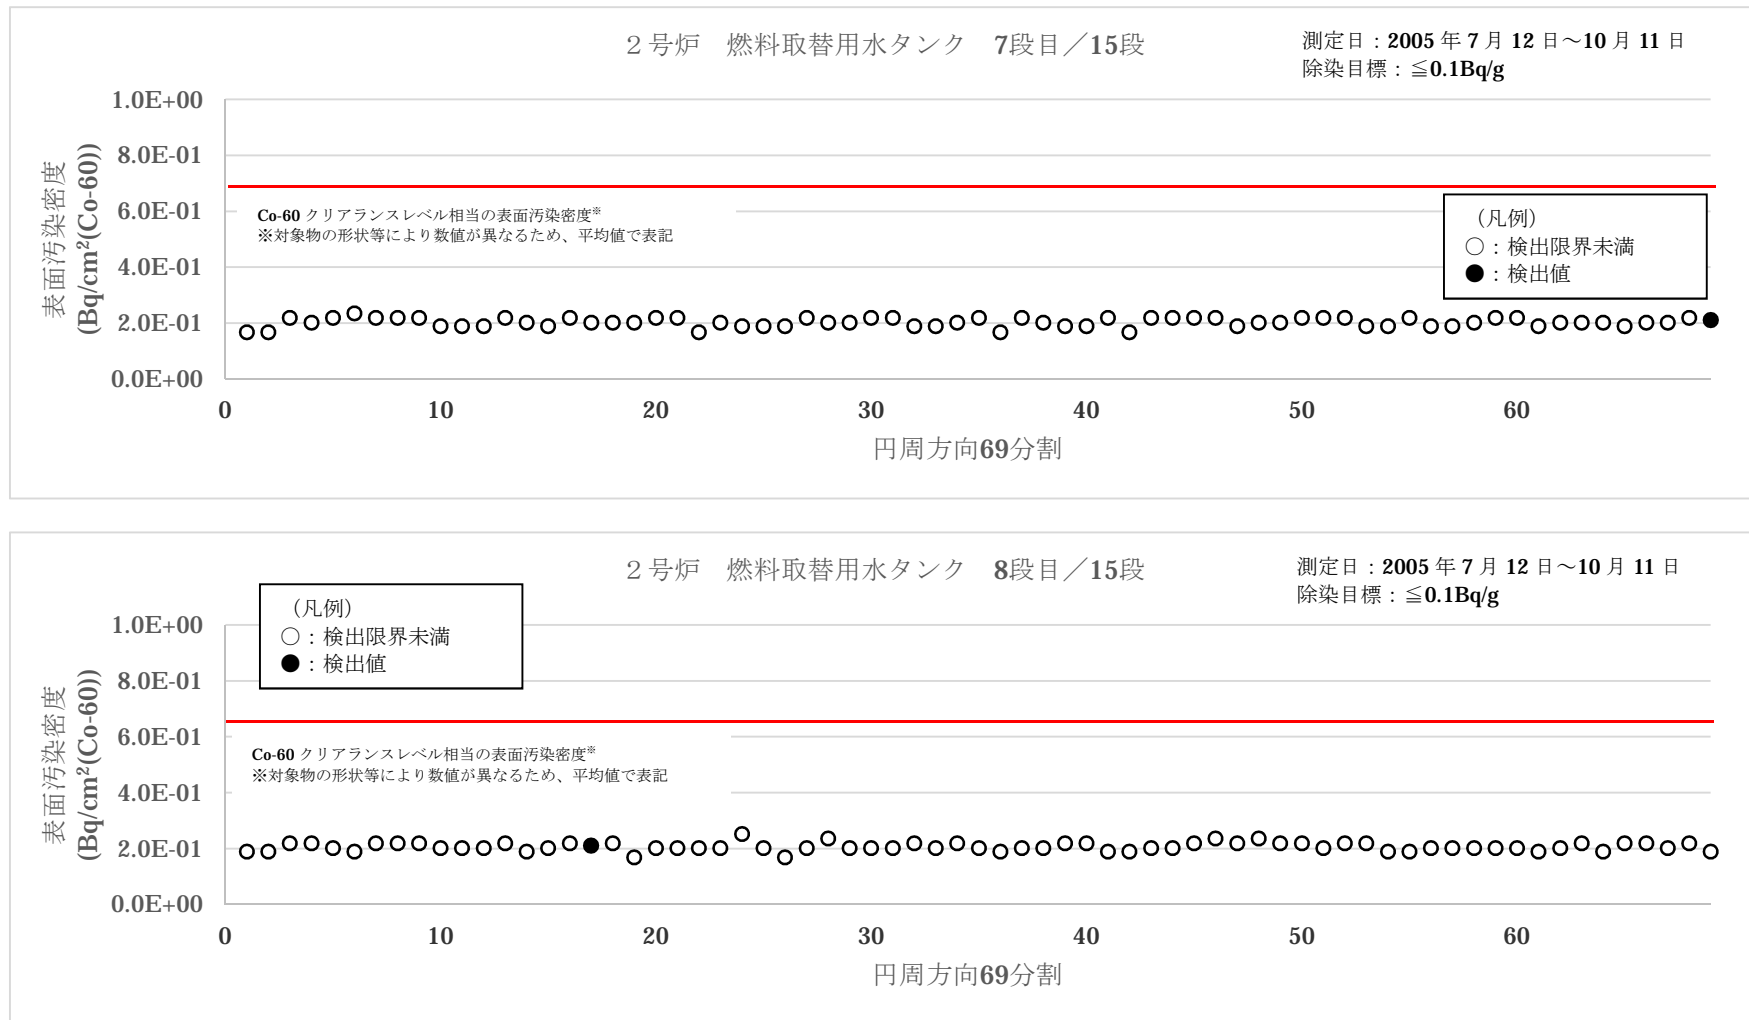 ２号炉　燃料取替用水タンク　7段目／15段
測定日：2005 年 7 月 12 日～10 月 11 日
除染目標：≦0.1Bq/g
表面汚染密度
(Bq/cm²(Co-60))
1.0E+00
8.0E-01
6.0E-01
4.0E-01
2.0E-01
0.0E+00
Co-60 クリアランスレベル相当の表面汚染密度※
※対象物の形状等により数値が異なるため、平均値で表記
（凡例）
○：検出限界未満
●：検出値
0 10 20 30 40 50 60
円周方向69分割
２号炉　燃料取替用水タンク　8段目／15段
測定日：2005 年 7 月 12 日～10 月 11 日
除染目標：≦0.1Bq/g
（凡例）
○：検出限界未満
●：検出値
表面汚染密度
(Bq/cm²(Co-60))
1.0E+00
8.0E-01
6.0E-01
4.0E-01
2.0E-01
0.0E+00
Co-60 クリアランスレベル相当の表面汚染密度※
※対象物の形状等により数値が異なるため、平均値で表記
0 10 20 30 40 50 60
円周方向69分割